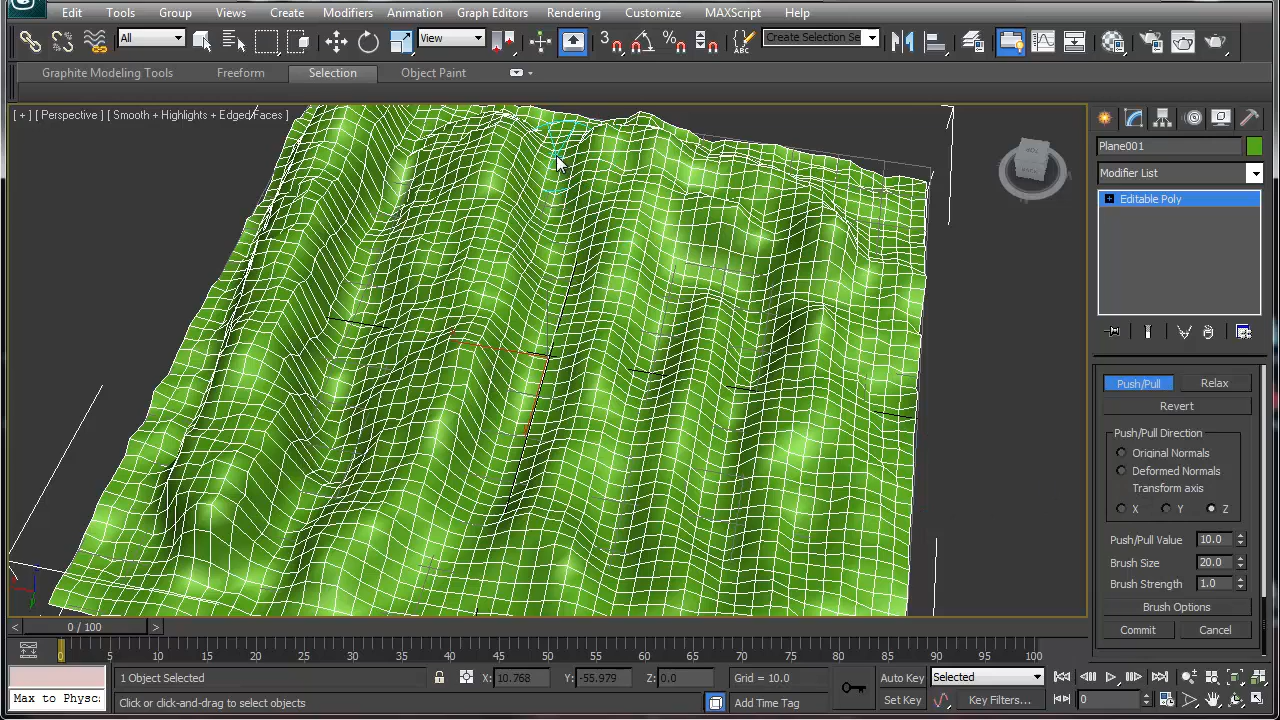 Edit Tools Group Views Create Modifiers Animation Graph Editors Rendering Customize MAXScript Help
All View 3 % ABC Create Selection Se
Graphite Modeling Tools Freeform Selection Object Paint
[ + ] [ Perspective ] [ Smooth + Highlights + Edged Faces ]
Plane001
Modifier List
Editable Poly
Push/Pull Relax
Revert
Push/Pull Direction
Original Normals
Deformed Normals
Transform axis
X Y Z
Push/Pull Value 10.0
Brush Size 20.0
Brush Strength 1.0
Brush Options
Commit Cancel
< 0 / 100 >
0 5 10 15 20 25 30 35 40 45 50 55 60 65 70 75 80 85 90 95 100
1 Object Selected X: 10.768 Y: -55.979 Z: 0.0 Grid = 10.0 Auto Key Selected
Max to Physca Click or click-and-drag to select objects Add Time Tag Set Key Key Filters... 0